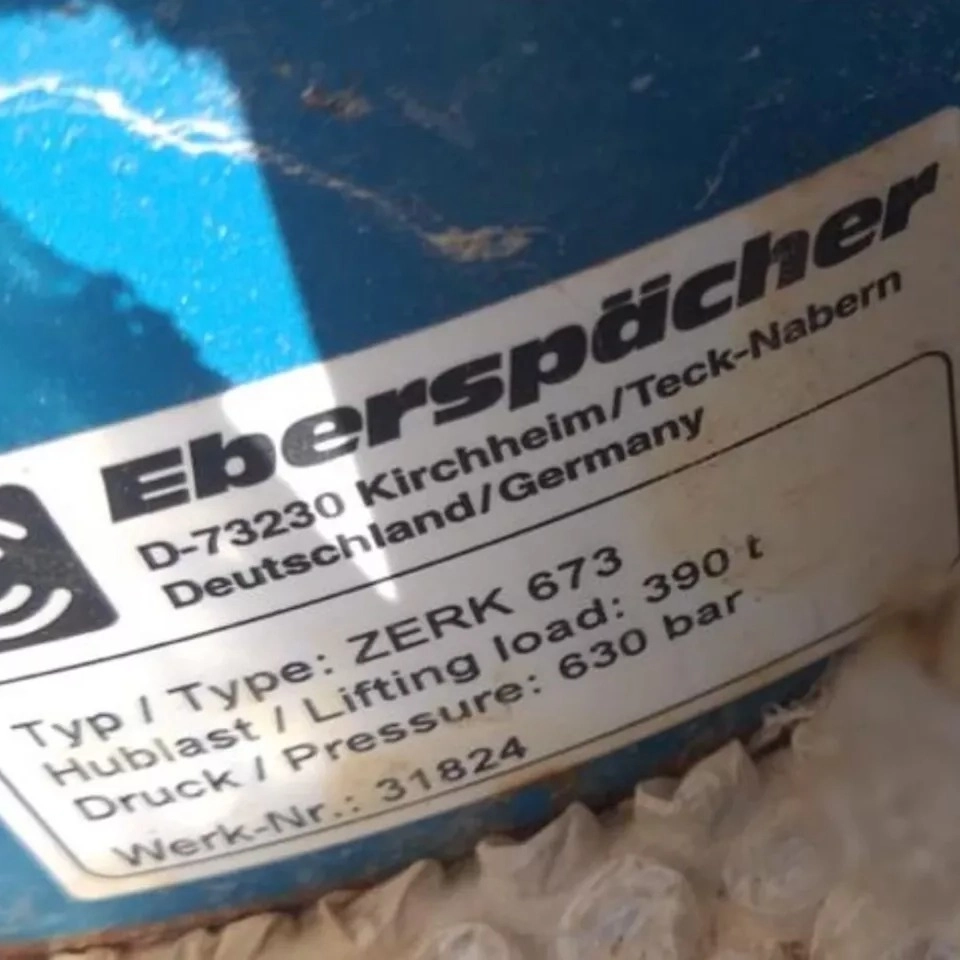 Eberspächer
D-73230 Kirchheim/Teck-Nabern
Deutschland/Germany
Typ / Type: ZERK 673
Hublast / Lifting load: 390 t
Druck / Pressure: 630 bar
Werk-Nr.: 31824